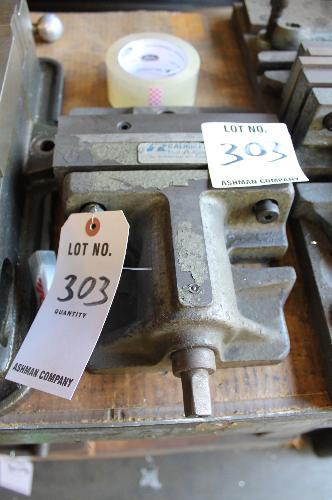 LOT NO.
303
ASHMAN COMPANY
LOT NO.
303
QUANTITY
ASHMAN COMPANY